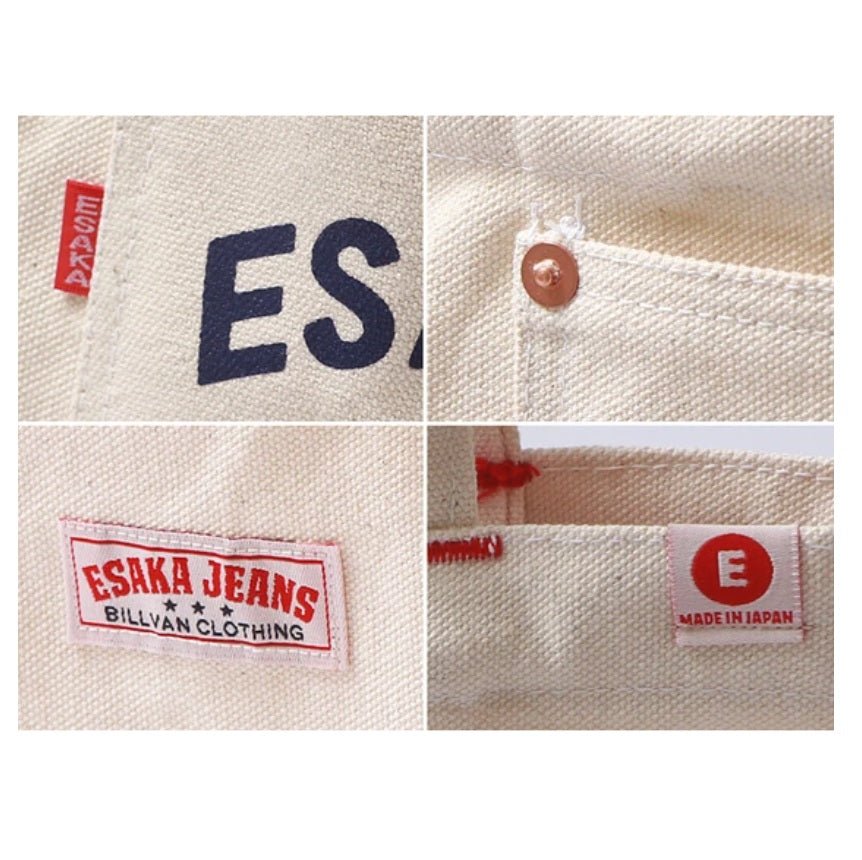 ESAKA
ES
ESAKA JEANS
★ ★ ★
BILLVAN CLOTHING
E
MADE IN JAPAN